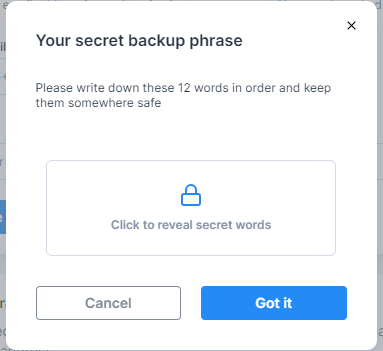 Your secret backup phrase
Please write down these 12 words in order and keep
them somewhere safe
Click to reveal secret words
Cancel
Got it